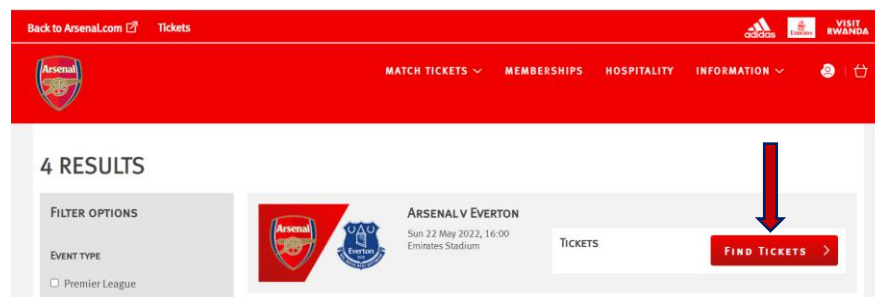 Back to Arsenal.com Tickets
adidas
Emirates
VISIT
RWANDA
Arsenal
MATCH TICKETS MEMBERSHIPS HOSPITALITY INFORMATION
4 RESULTS
FILTER OPTIONS
EVENT TYPE
Premier League
Arsenal
Everton
ARSENAL V EVERTON
Sun 22 May 2022, 16:00
Emirates Stadium
TICKETS
FIND TICKETS